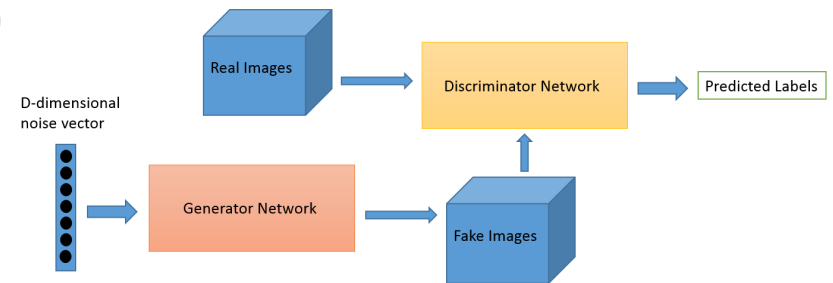 Real Images
Discriminator Network
Predicted Labels
D-dimensional
noise vector
Generator Network
Fake Images